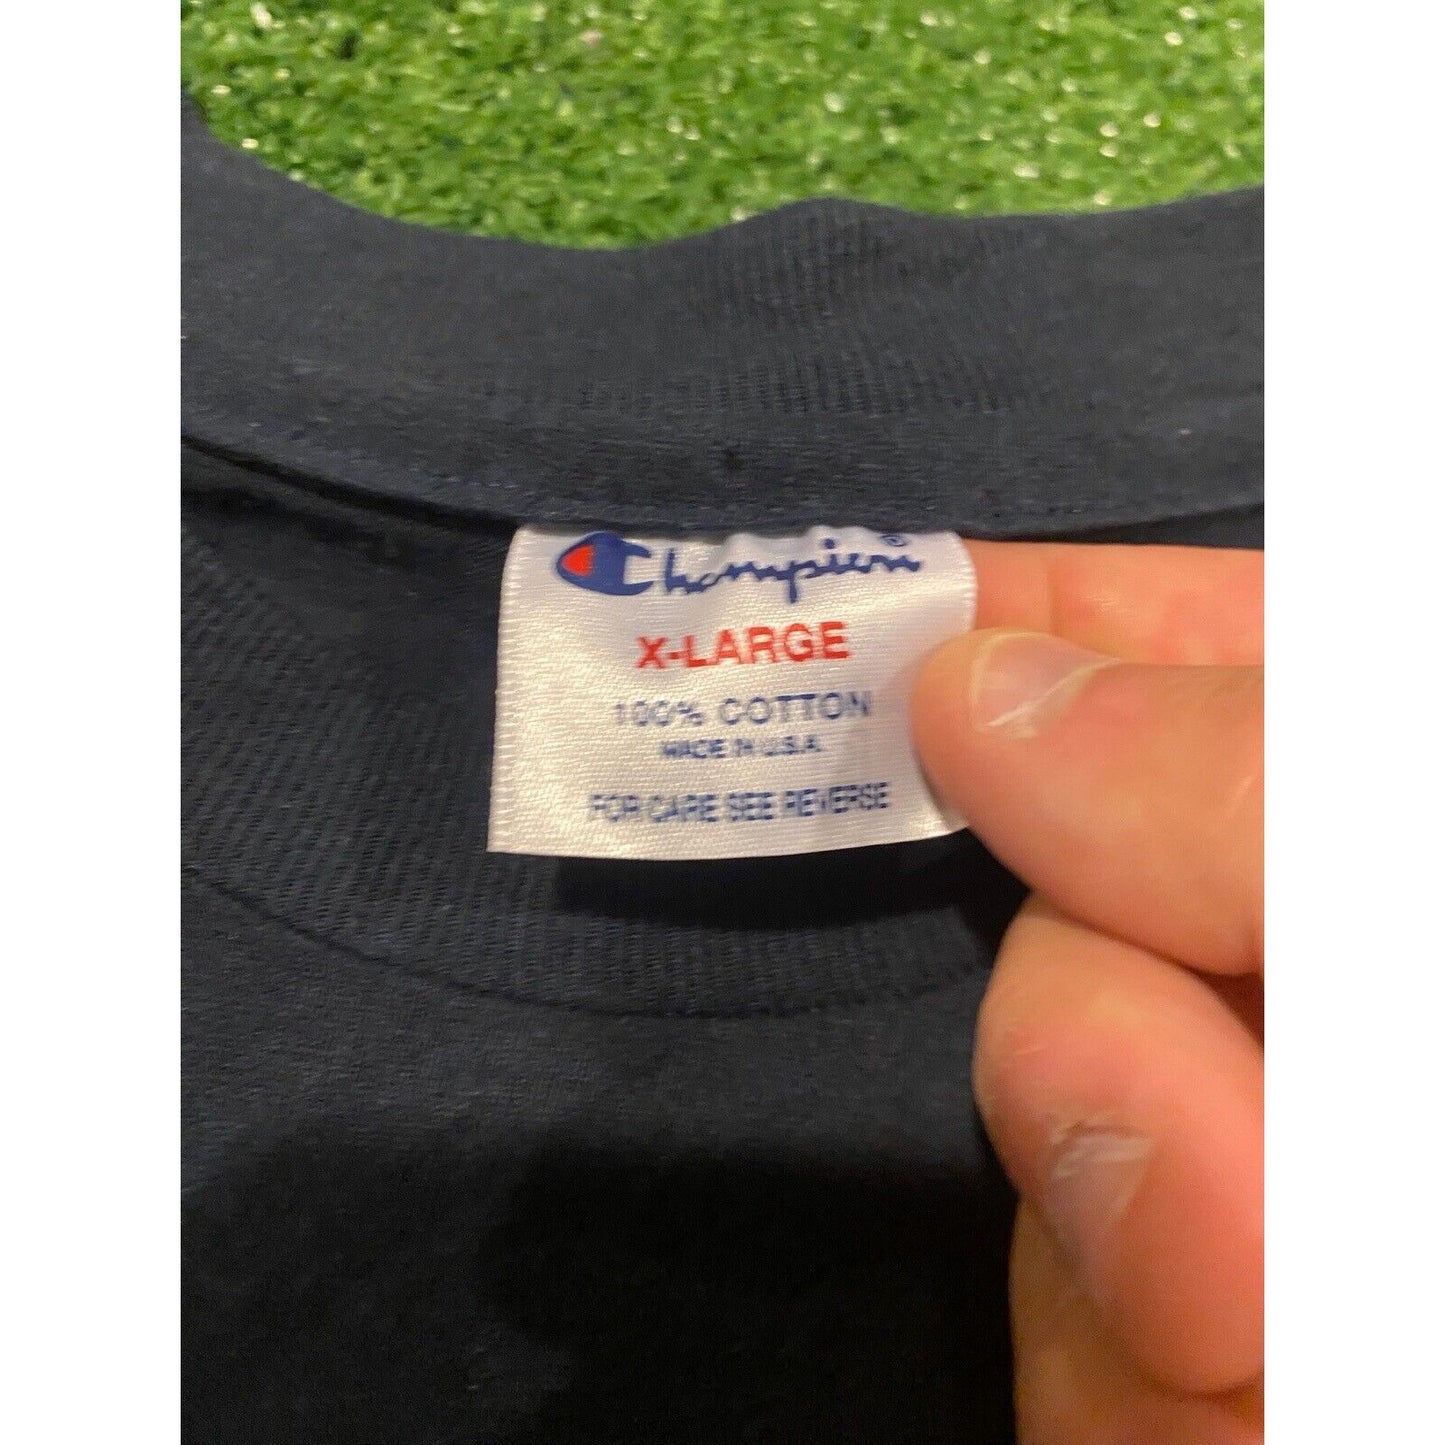 Champion®
X-LARGE
100% COTTON
MADE IN U.S.A.
FOR CARE SEE REVERSE